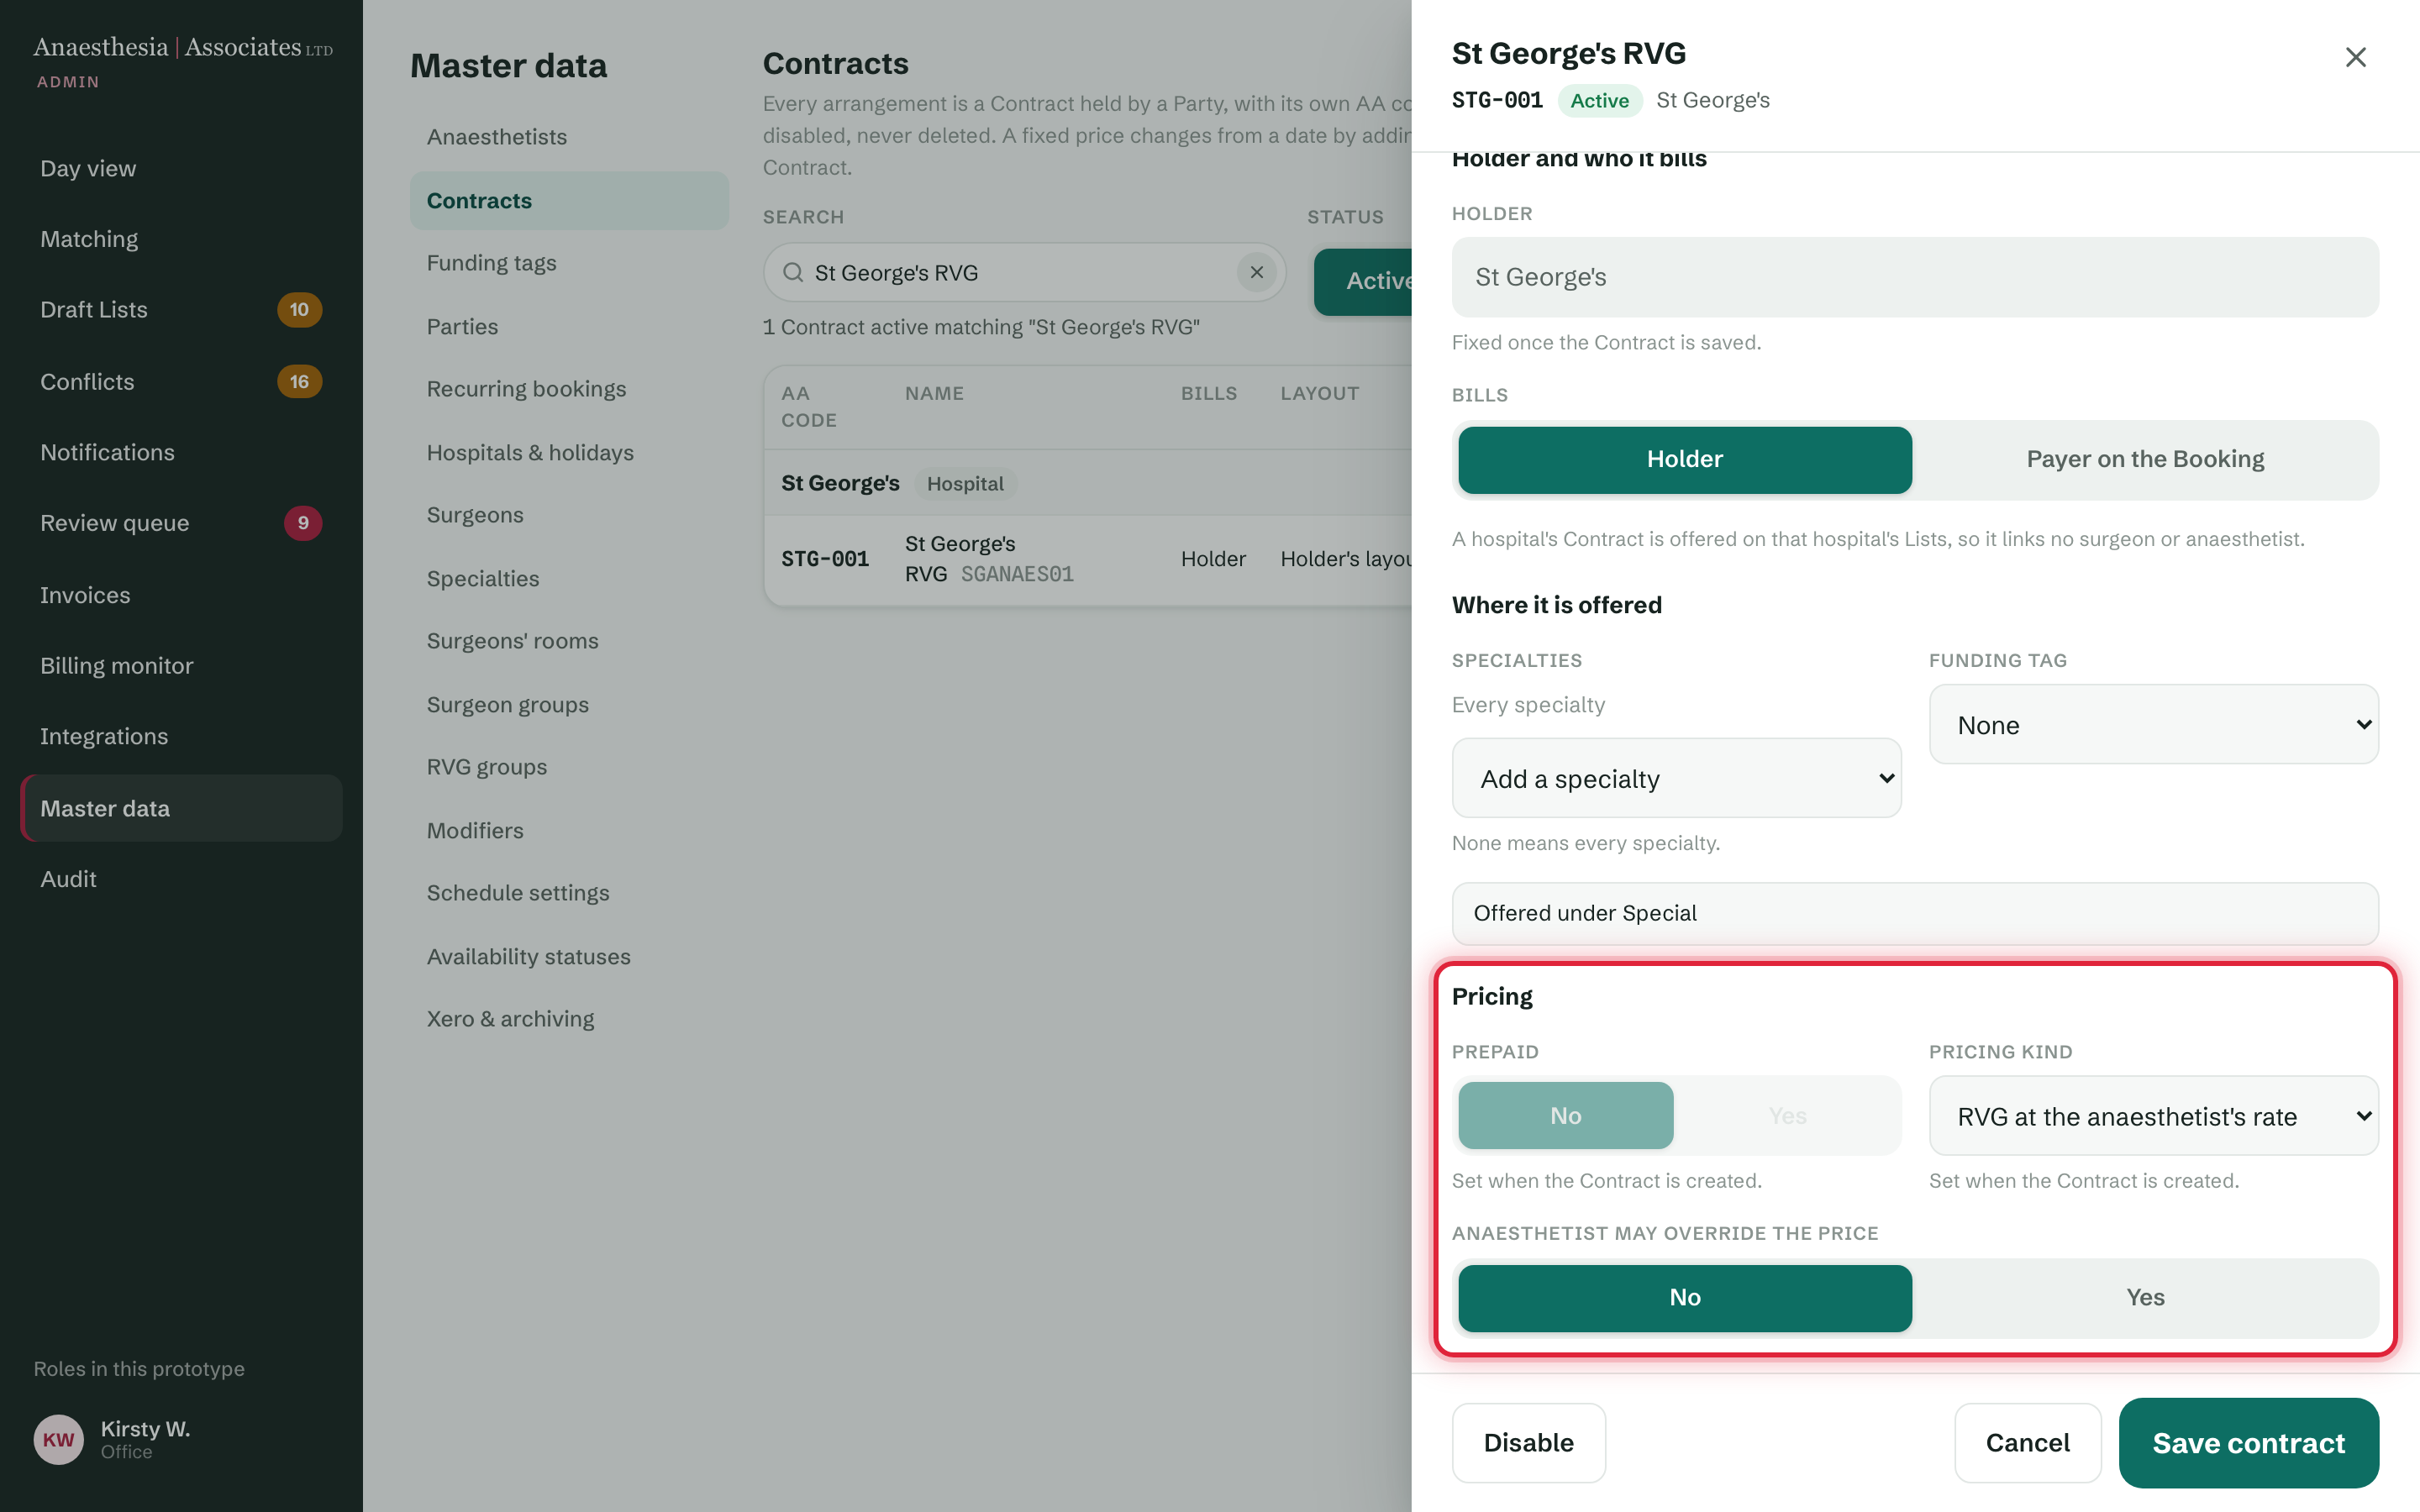 Anaesthesia | Associates LTD
ADMIN
Day view
Matching
Draft Lists 10
Conflicts 16
Notifications
Review queue 9
Invoices
Billing monitor
Integrations
Master data
Audit
Roles in this prototype
KW
Kirsty W.
Office
Master data
Anaesthetists
Contracts
Funding tags
Parties
Recurring bookings
Hospitals & holidays
Surgeons
Specialties
Surgeons' rooms
Surgeon groups
RVG groups
Modifiers
Schedule settings
Availability statuses
Xero & archiving
Contracts
Every arrangement is a Contract held by a Party, with its own AA co
disabled, never deleted. A fixed price changes from a date by addin
Contract.
SEARCH
STATUS
St George's RVG
Active
1 Contract active matching "St George's RVG"
AA CODE
NAME
BILLS
LAYOUT
St George's Hospital
STG-001
St George's
RVG SGANAES01
Holder
Holder's layou
St George's RVG
STG-001 Active St George's
Holder and who it bills
HOLDER
St George's
Fixed once the Contract is saved.
BILLS
Holder
Payer on the Booking
A hospital's Contract is offered on that hospital's Lists, so it links no surgeon or anaesthetist.
Where it is offered
SPECIALTIES
Every specialty
Add a specialty
None means every specialty.
FUNDING TAG
None
Offered under Special
Pricing
PREPAID
No
Yes
Set when the Contract is created.
PRICING KIND
RVG at the anaesthetist's rate
Set when the Contract is created.
ANAESTHETIST MAY OVERRIDE THE PRICE
No
Yes
Disable
Cancel
Save contract